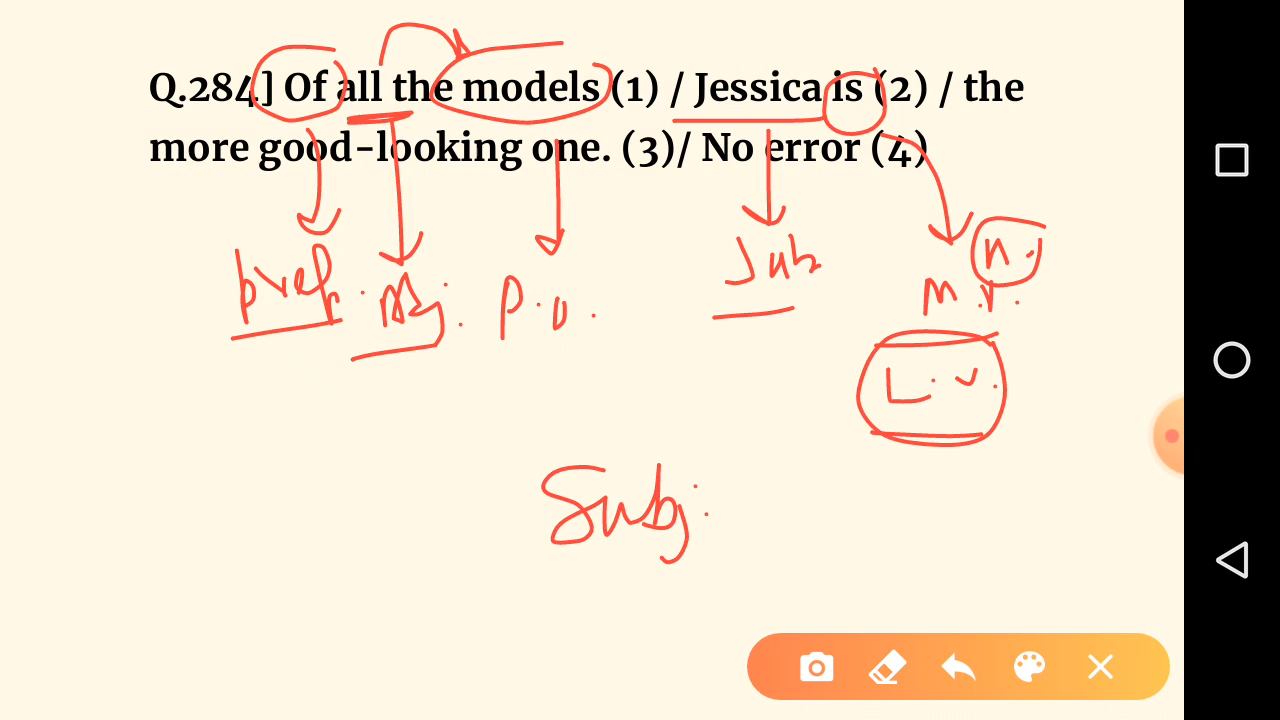 Q.284] Of all the models (1) / Jessica is (2) / the
more good-looking one. (3)/ No error (4)
n.
prep. Adj: P.O. Sub M.V.
L.V.
Subj: